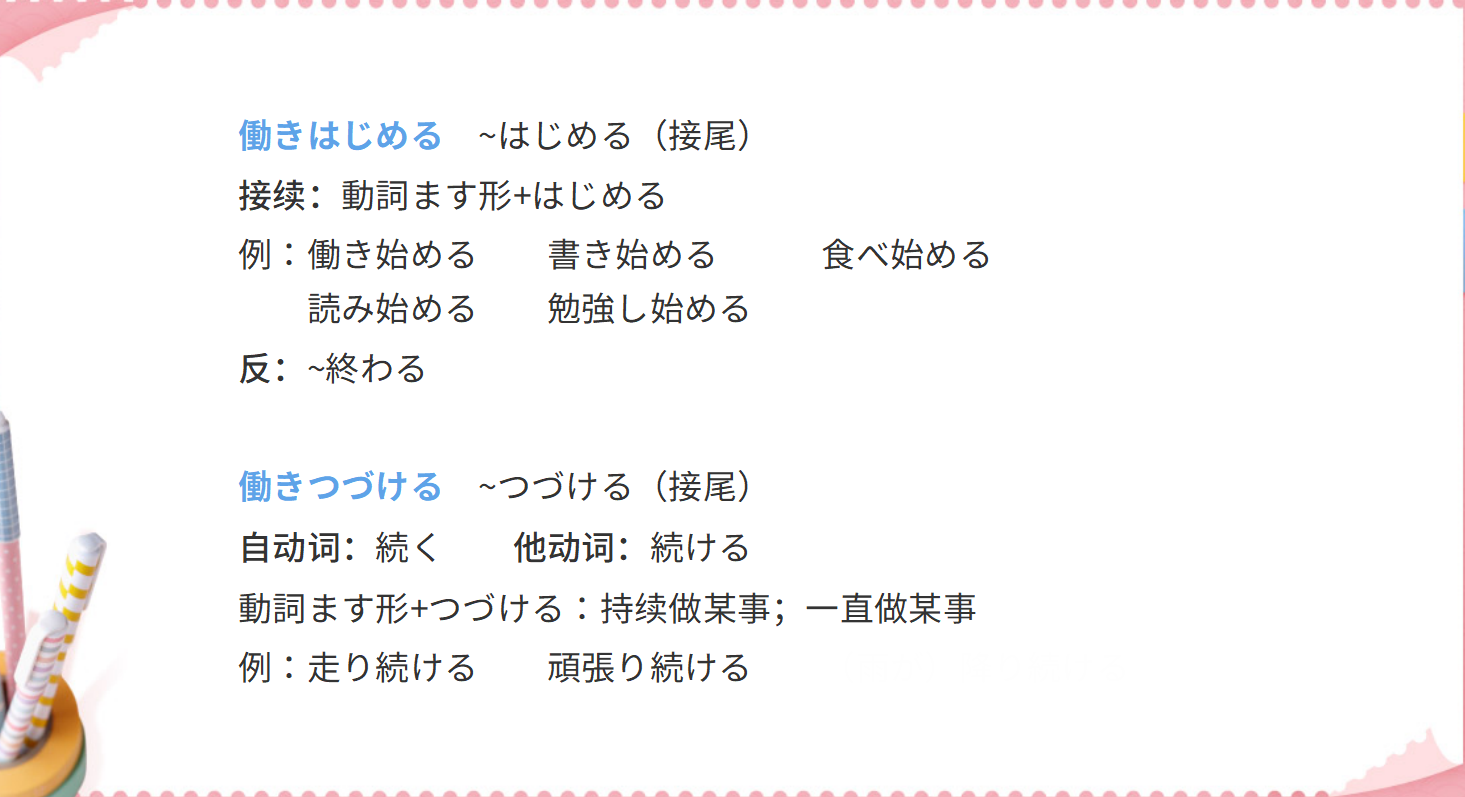 働きはじめる ~はじめる（接尾）
接续：動詞ます形+はじめる
例：働き始める 書き始める 食べ始める
読み始める 勉強し始める
反：~終わる
働きつづける ~つづける（接尾）
自动词：続く 他动词：続ける
動詞ます形+つづける：持续做某事；一直做某事
例：走り続ける 頑張り続ける